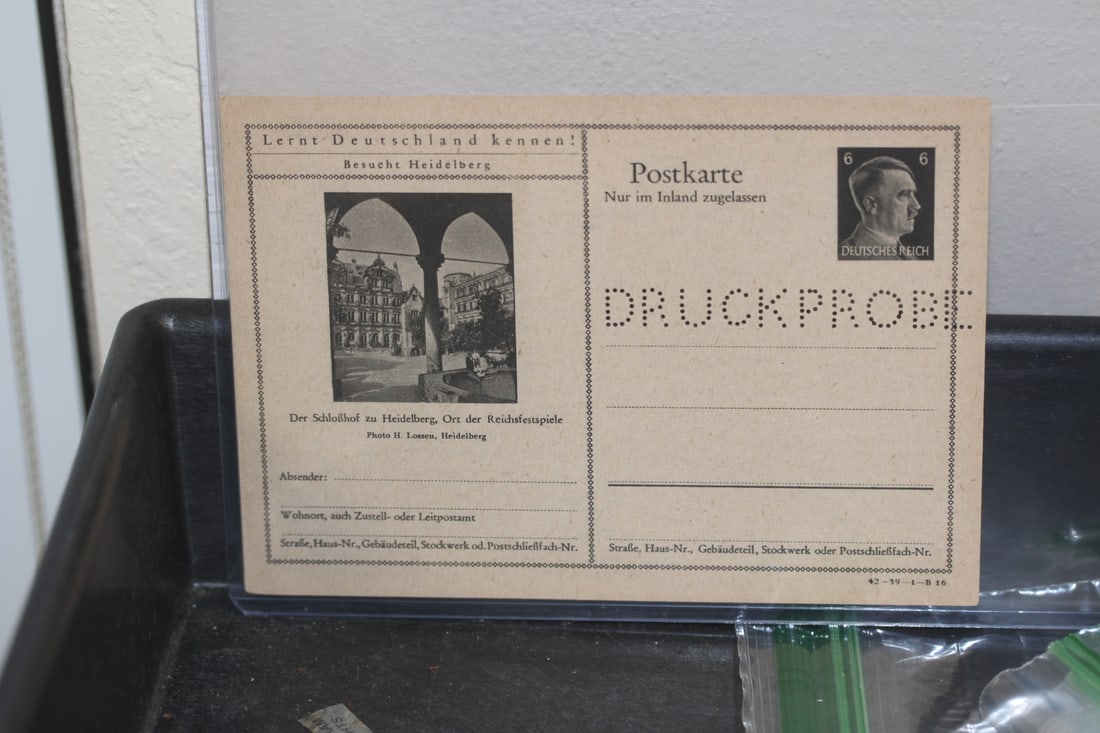 Lernt Deutschland kennen!
Besucht Heidelberg
Der Schloßhof zu Heidelberg, Ort der Reichsfestspiele
Photo H. Lossen, Heidelberg
Absender:
Wohnort, auch Zustell- oder Leitpostamt
Straße, Haus-Nr., Gebäudeteil, Stockwerk od. Postschließfach-Nr.
Postkarte
Nur im Inland zugelassen
6 6
DEUTSCHES REICH
DRUCKPROBE
Straße, Haus-Nr., Gebäudeteil, Stockwerk oder Postschließfach-Nr.
42–39–1–B 16